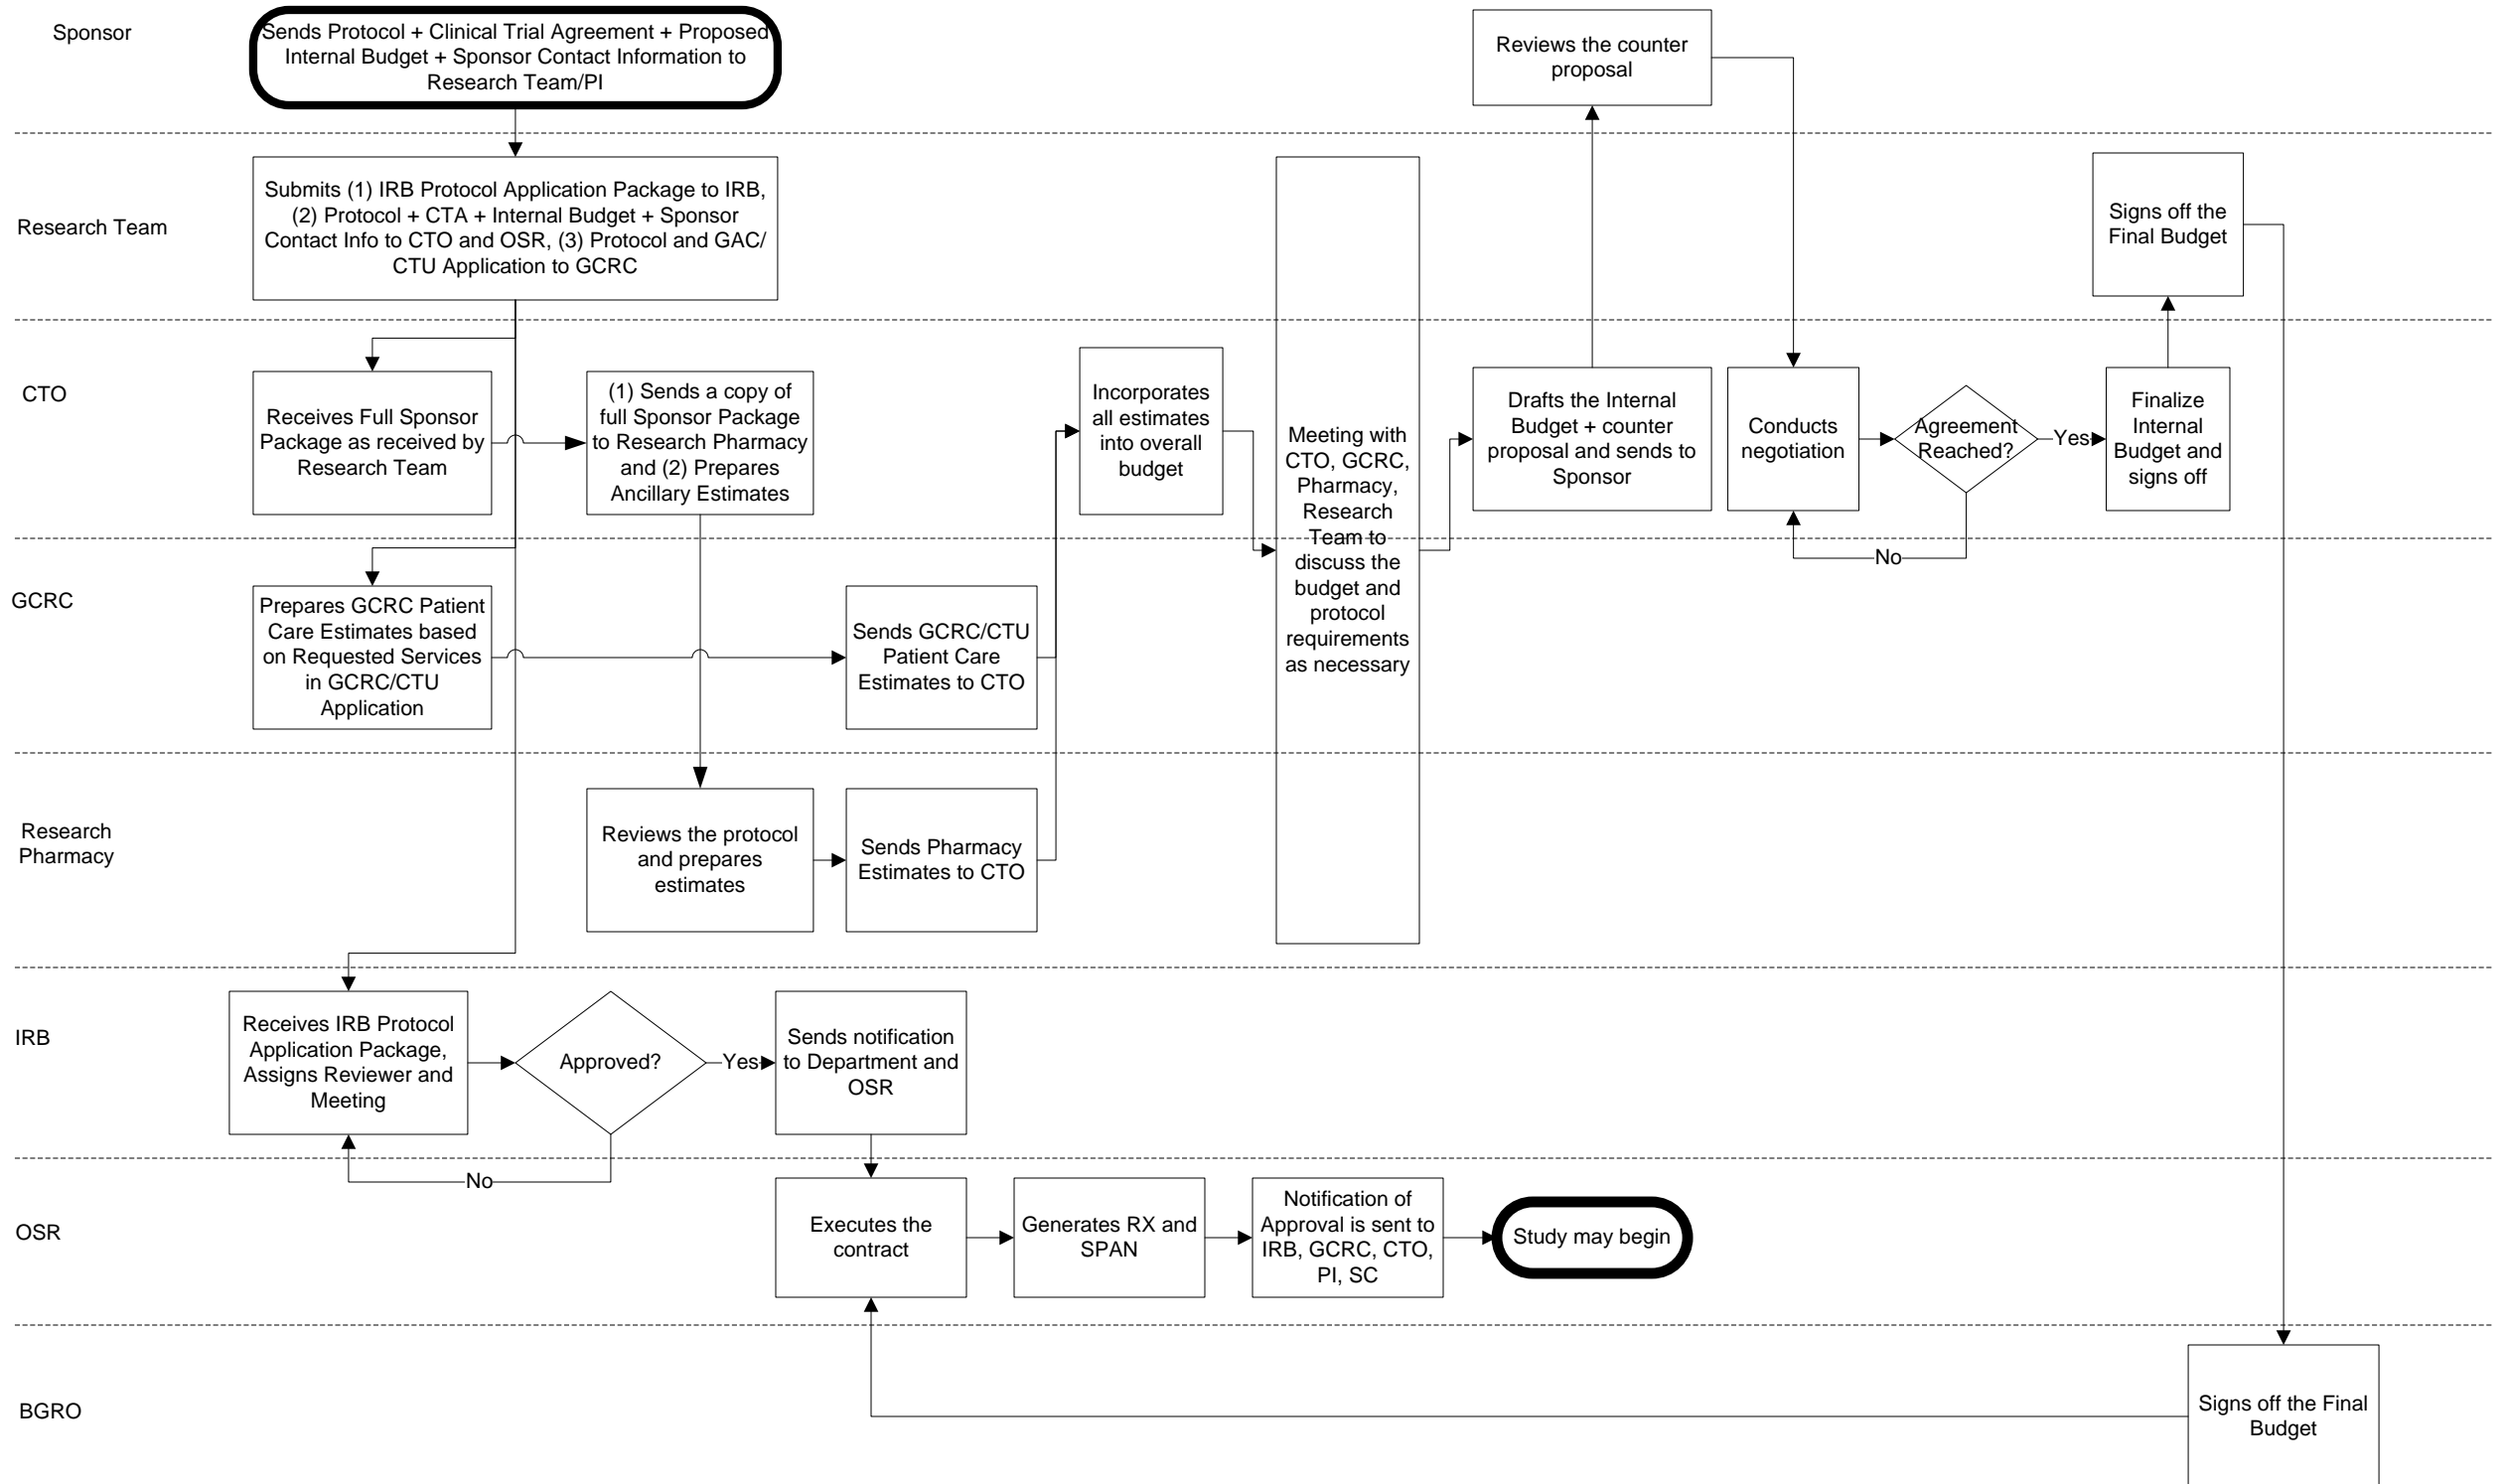 Sponsor
Sends Protocol + Clinical Trial Agreement + Proposed
Internal Budget + Sponsor Contact Information to
Research Team/PI
Reviews the counter
proposal
Research Team
Submits (1) IRB Protocol Application Package to IRB,
(2) Protocol + CTA + Internal Budget + Sponsor
Contact Info to CTO and OSR, (3) Protocol and GAC/
CTU Application to GCRC
Signs off the
Final Budget
CTO
Receives Full Sponsor
Package as received by
Research Team
(1) Sends a copy of
full Sponsor Package
to Research Pharmacy
and (2) Prepares
Ancillary Estimates
Incorporates
all estimates
into overall
budget
Meeting with
CTO, GCRC,
Pharmacy,
Research
Team to
discuss the
budget and
protocol
requirements
as necessary
Drafts the Internal
Budget + counter
proposal and sends to
Sponsor
Conducts
negotiation
Agreement
Reached?
Yes
No
Finalize
Internal
Budget and
signs off
GCRC
Prepares GCRC Patient
Care Estimates based
on Requested Services
in GCRC/CTU
Application
Sends GCRC/CTU
Patient Care
Estimates to CTO
Research
Pharmacy
Reviews the protocol
and prepares
estimates
Sends Pharmacy
Estimates to CTO
IRB
Receives IRB Protocol
Application Package,
Assigns Reviewer and
Meeting
Approved?
Yes
No
Sends notification
to Department and
OSR
OSR
Executes the
contract
Generates RX and
SPAN
Notification of
Approval is sent to
IRB, GCRC, CTO,
PI, SC
Study may begin
BGRO
Signs off the Final
Budget